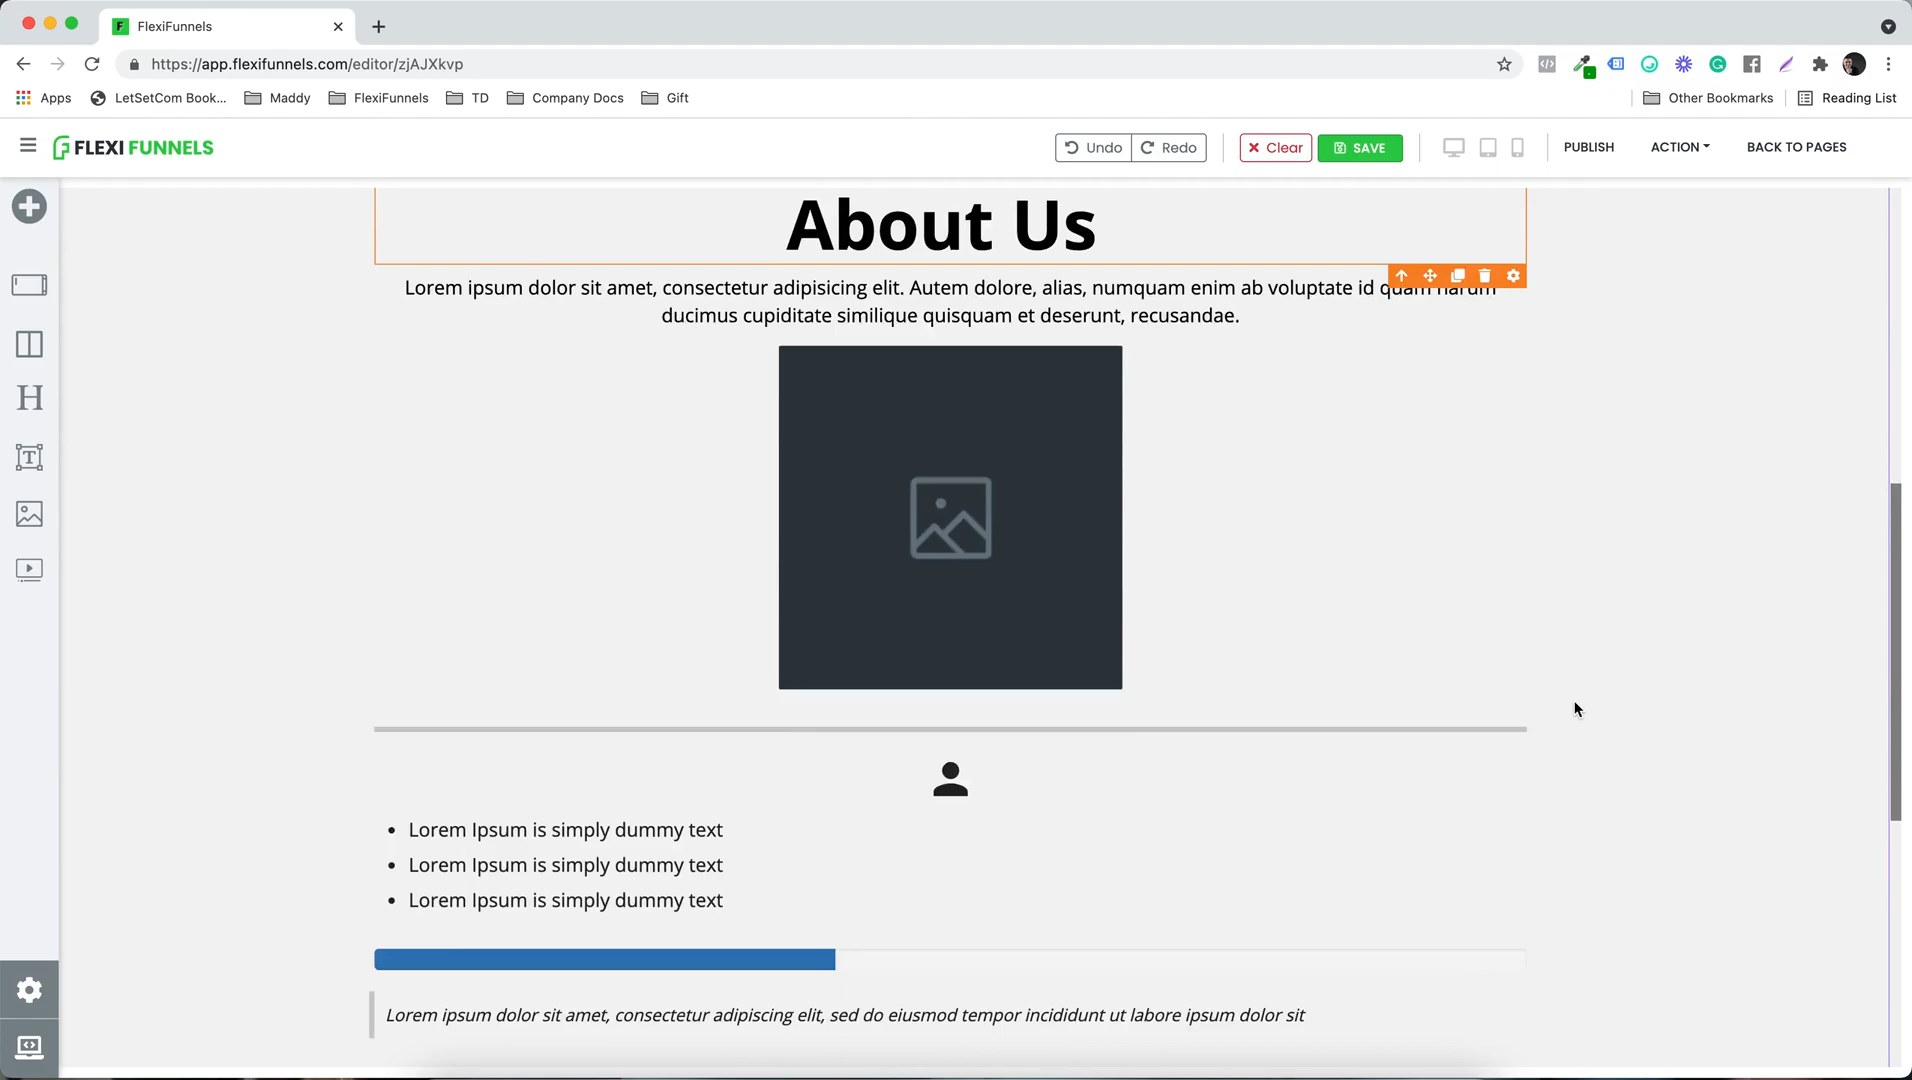 FlexiFunnels
https://app.flexifunnels.com/editor/zjAJXkvp
Apps
LetSetCom Book...
Maddy
FlexiFunnels
TD
Company Docs
Gift
Other Bookmarks
Reading List
FLEXI FUNNELS
Undo
Redo
Clear
SAVE
PUBLISH
ACTION
BACK TO PAGES
About Us
Lorem ipsum dolor sit amet, consectetur adipisicing elit. Autem dolore, alias, numquam enim ab voluptate id quam harum
ducimus cupiditate similique quisquam et deserunt, recusandae.
H
T
Lorem Ipsum is simply dummy text
Lorem Ipsum is simply dummy text
Lorem Ipsum is simply dummy text
Lorem ipsum dolor sit amet, consectetur adipiscing elit, sed do eiusmod tempor incididunt ut labore ipsum dolor sit